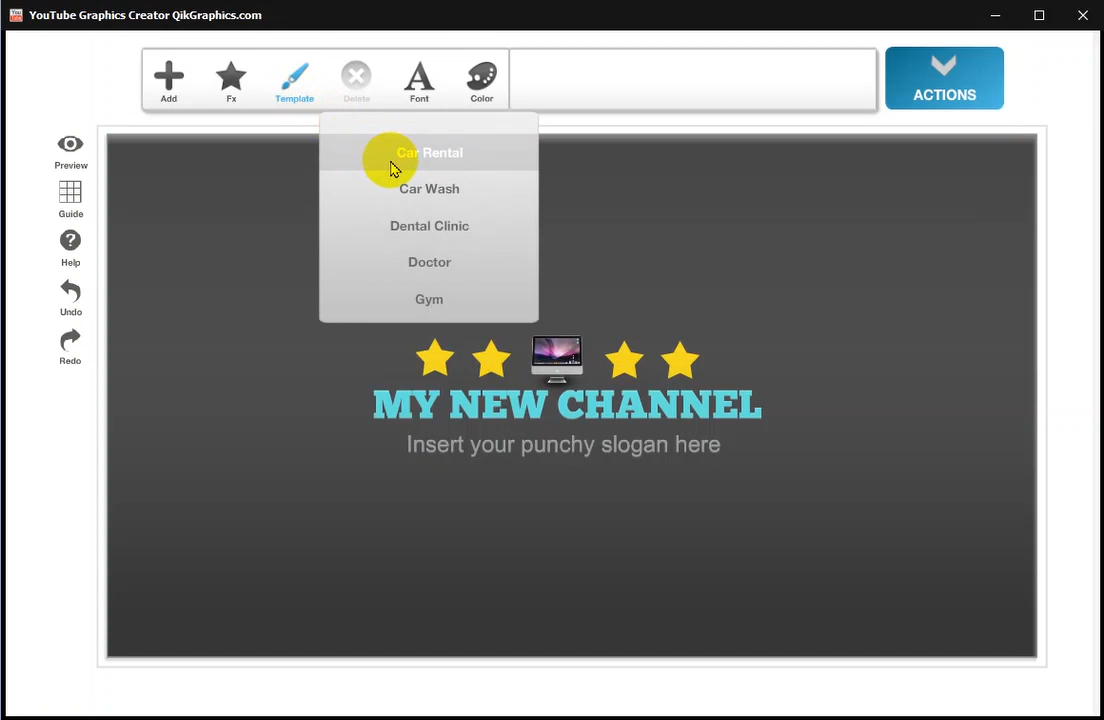 YouTube Graphics Creator QikGraphics.com
Add Fx Template Delete Font Color
ACTIONS
Preview
Guide
Help
Undo
Redo
Car Rental
Car Wash
Dental Clinic
Doctor
Gym
MY NEW CHANNEL
Insert your punchy slogan here